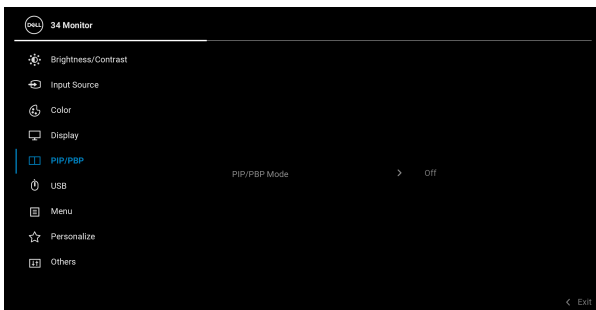 DELL 34 Monitor
Brightness/Contrast
Input Source
Color
Display
PIP/PBP
PIP/PBP Mode > Off
USB
Menu
Personalize
Others
< Exit